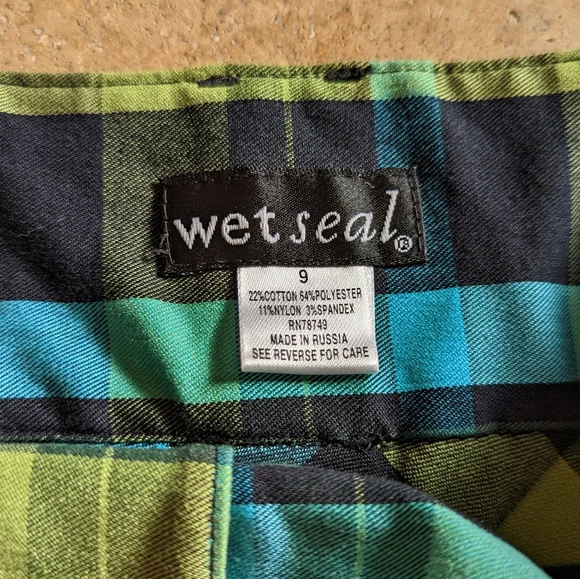 wet seal®
9
22%COTTON 64%POLYESTER
11%NYLON 3%SPANDEX
RN78749
MADE IN RUSSIA
SEE REVERSE FOR CARE